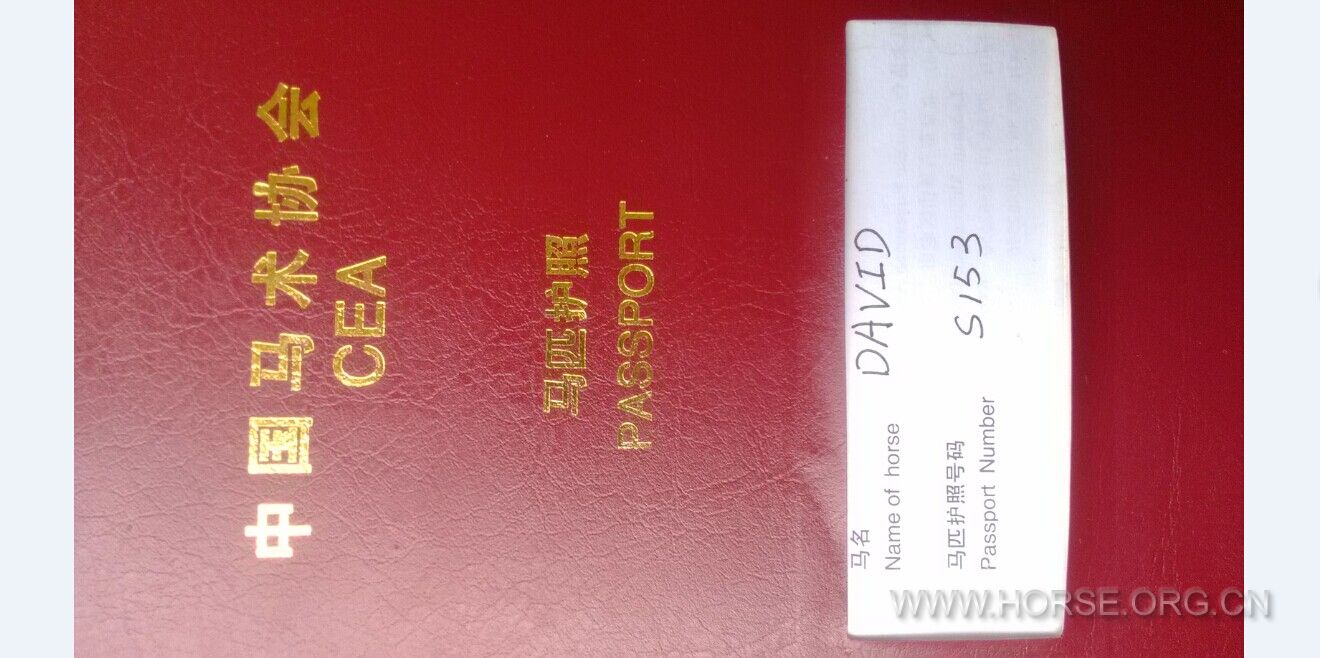 中国马术协会
CEA
马匹护照
PASSPORT
马名 DAVID
Name of horse
马匹护照号码 S153
Passport Number
WWW.HORSE.ORG.CN